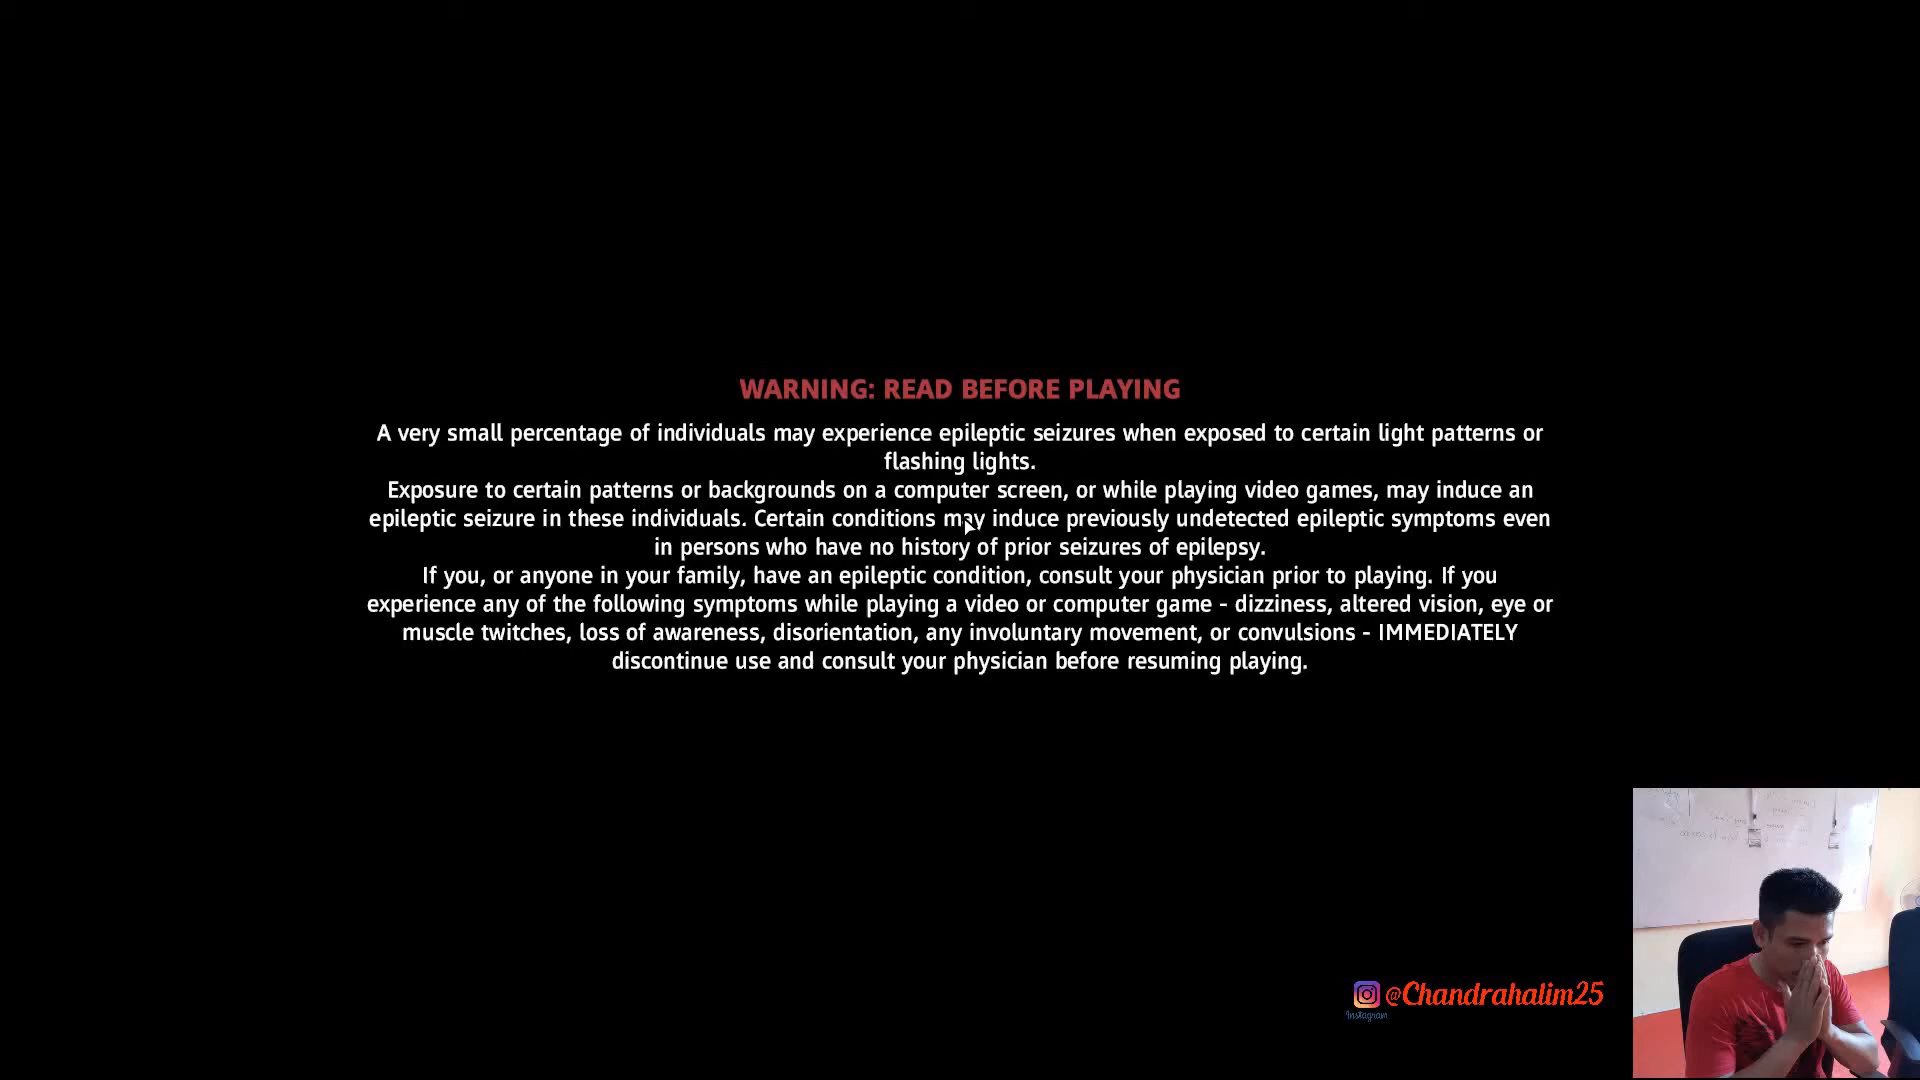 WARNING: READ BEFORE PLAYING
A very small percentage of individuals may experience epileptic seizures when exposed to certain light patterns or
flashing lights.
Exposure to certain patterns or backgrounds on a computer screen, or while playing video games, may induce an
epileptic seizure in these individuals. Certain conditions may induce previously undetected epileptic symptoms even
in persons who have no history of prior seizures of epilepsy.
If you, or anyone in your family, have an epileptic condition, consult your physician prior to playing. If you
experience any of the following symptoms while playing a video or computer game - dizziness, altered vision, eye or
muscle twitches, loss of awareness, disorientation, any involuntary movement, or convulsions - IMMEDIATELY
discontinue use and consult your physician before resuming playing.
@Chandrahalim25
Instagram